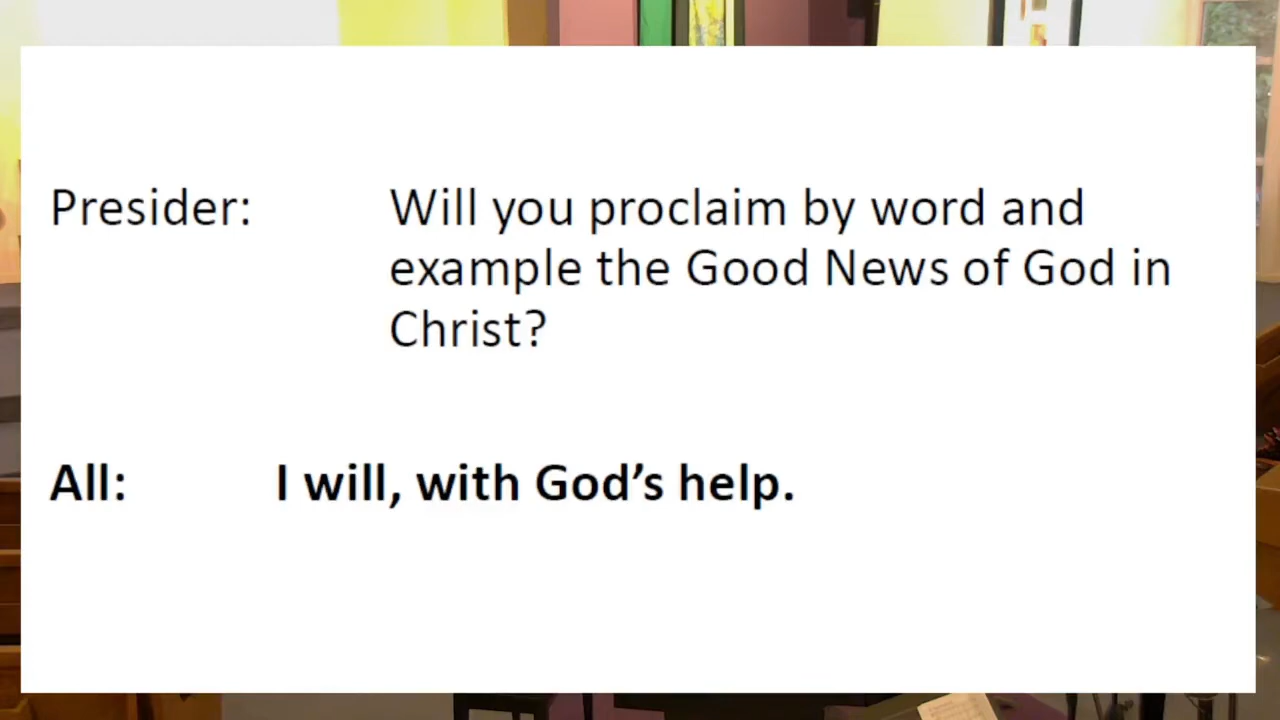 Presider: Will you proclaim by word and
example the Good News of God in
Christ?
All: I will, with God’s help.